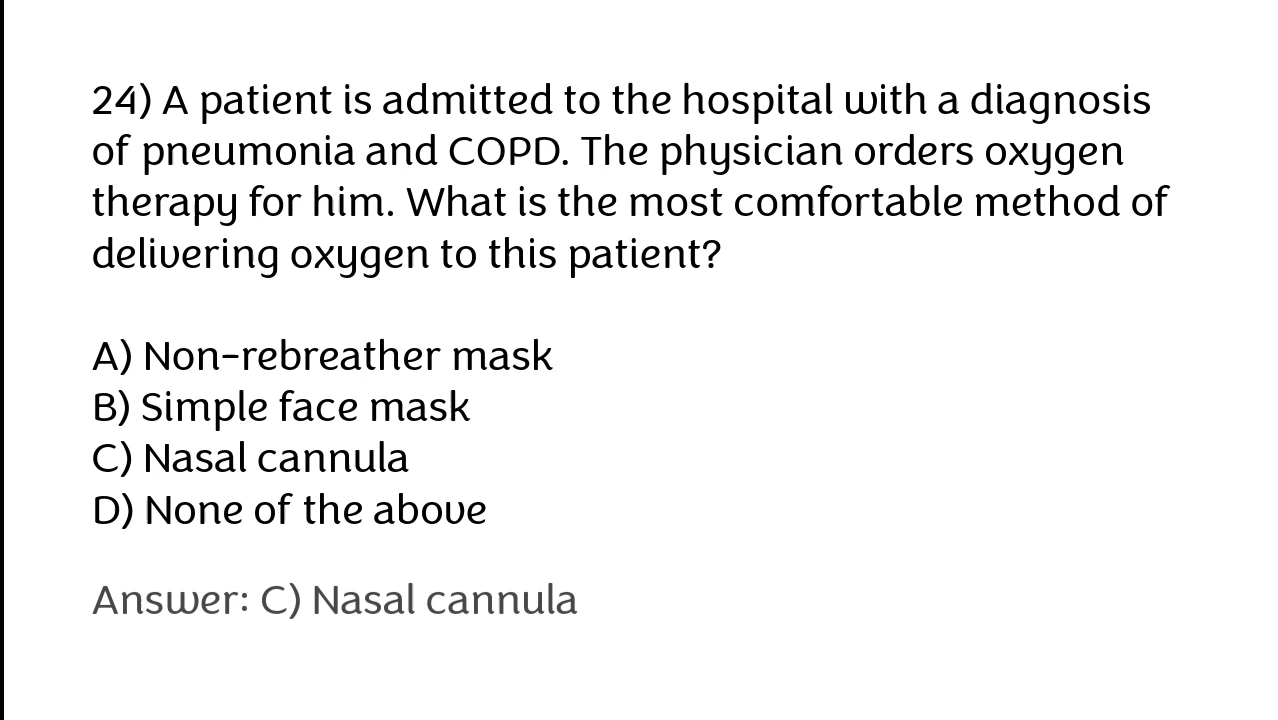 24) A patient is admitted to the hospital with a diagnosis
of pneumonia and COPD. The physician orders oxygen
therapy for him. What is the most comfortable method of
delivering oxygen to this patient?
A) Non-rebreather mask
B) Simple face mask
C) Nasal cannula
D) None of the above
Answer: C) Nasal cannula